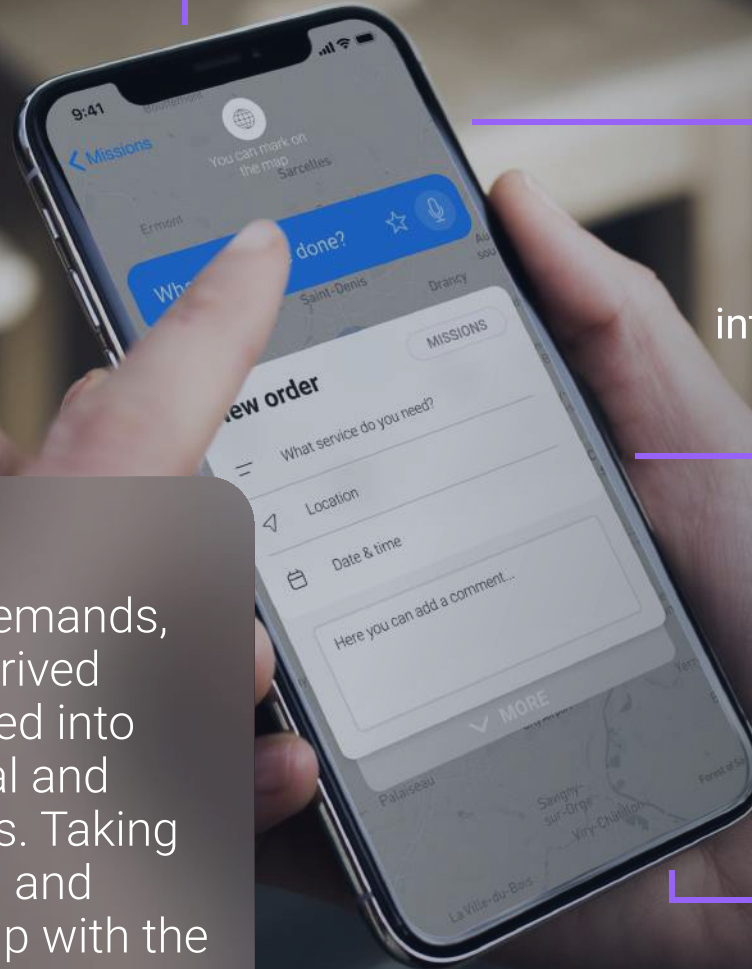 9:41
Missions
You can mark on
the map
Sarcelles
Ermont
done?
Saint-Denis
Drancy
MISSIONS
ew order
What service do you need?
Location
Date & time
Here you can add a comment...
MORE
Palaiseau
Savigny-
sur-Orge
Viry-Châtillon
La Ville-du-Bois
emands,
rived
ed into
al and
s. Taking
and
p with the